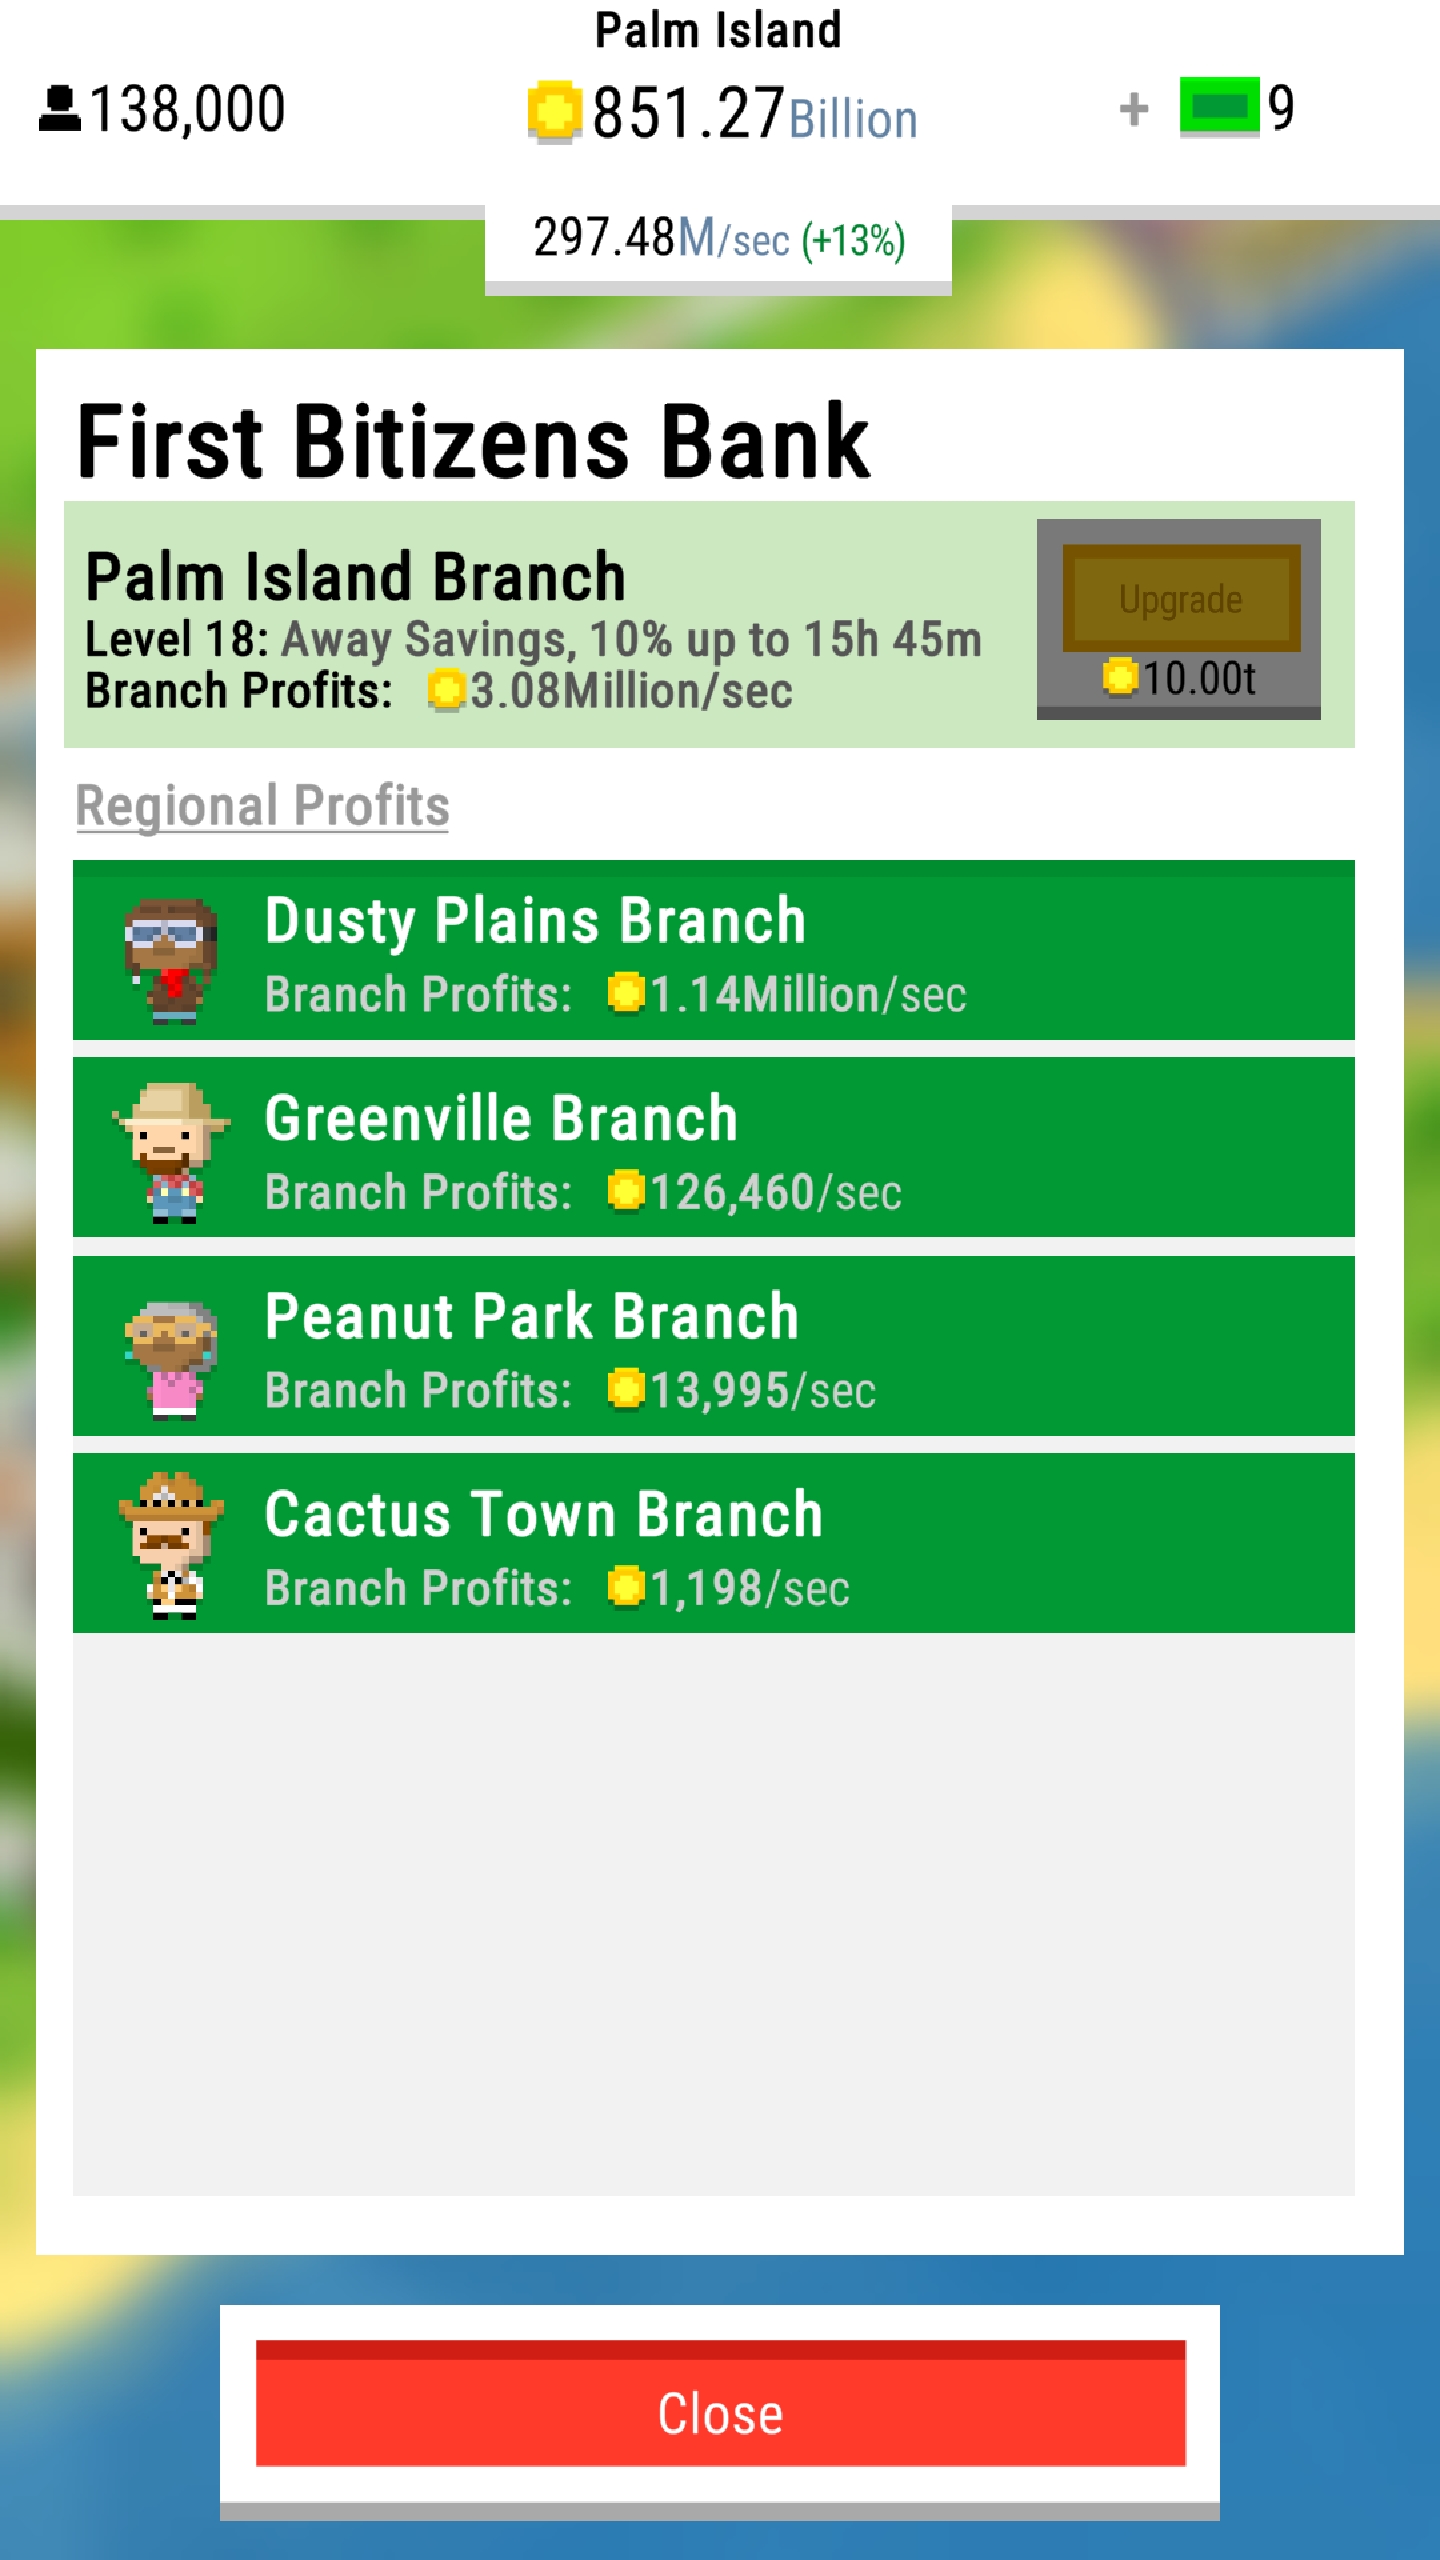 Palm Island
138,000
851.27Billion
+ 9
297.48M/sec (+13%)
First Bitizens Bank
Palm Island Branch
Level 18: Away Savings, 10% up to 15h 45m
Branch Profits: 3.08Million/sec
Upgrade
10.00t
Regional Profits
Dusty Plains Branch
Branch Profits: 1.14Million/sec
Greenville Branch
Branch Profits: 126,460/sec
Peanut Park Branch
Branch Profits: 13,995/sec
Cactus Town Branch
Branch Profits: 1,198/sec
Close